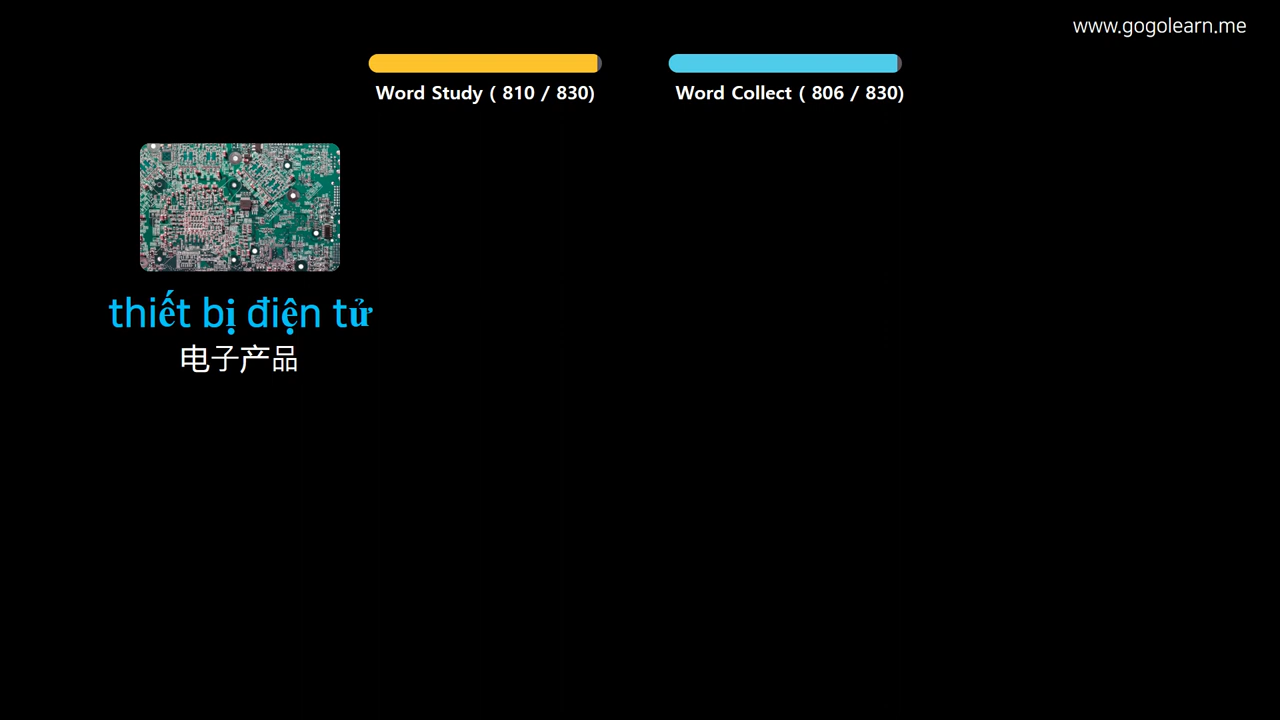 www.gogolearn.me
Word Study ( 810 / 830)
Word Collect ( 806 / 830)
thiết bị điện tử
电子产品